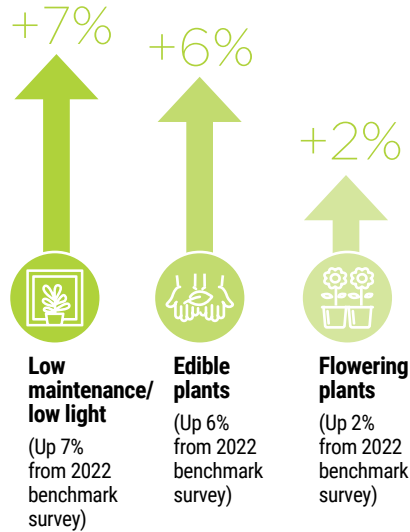 +7%
+6%
+2%
Low
maintenance/
low light
(Up 7%
from 2022
benchmark
survey)
Edible
plants
(Up 6%
from 2022
benchmark
survey)
Flowering
plants
(Up 2%
from 2022
benchmark
survey)